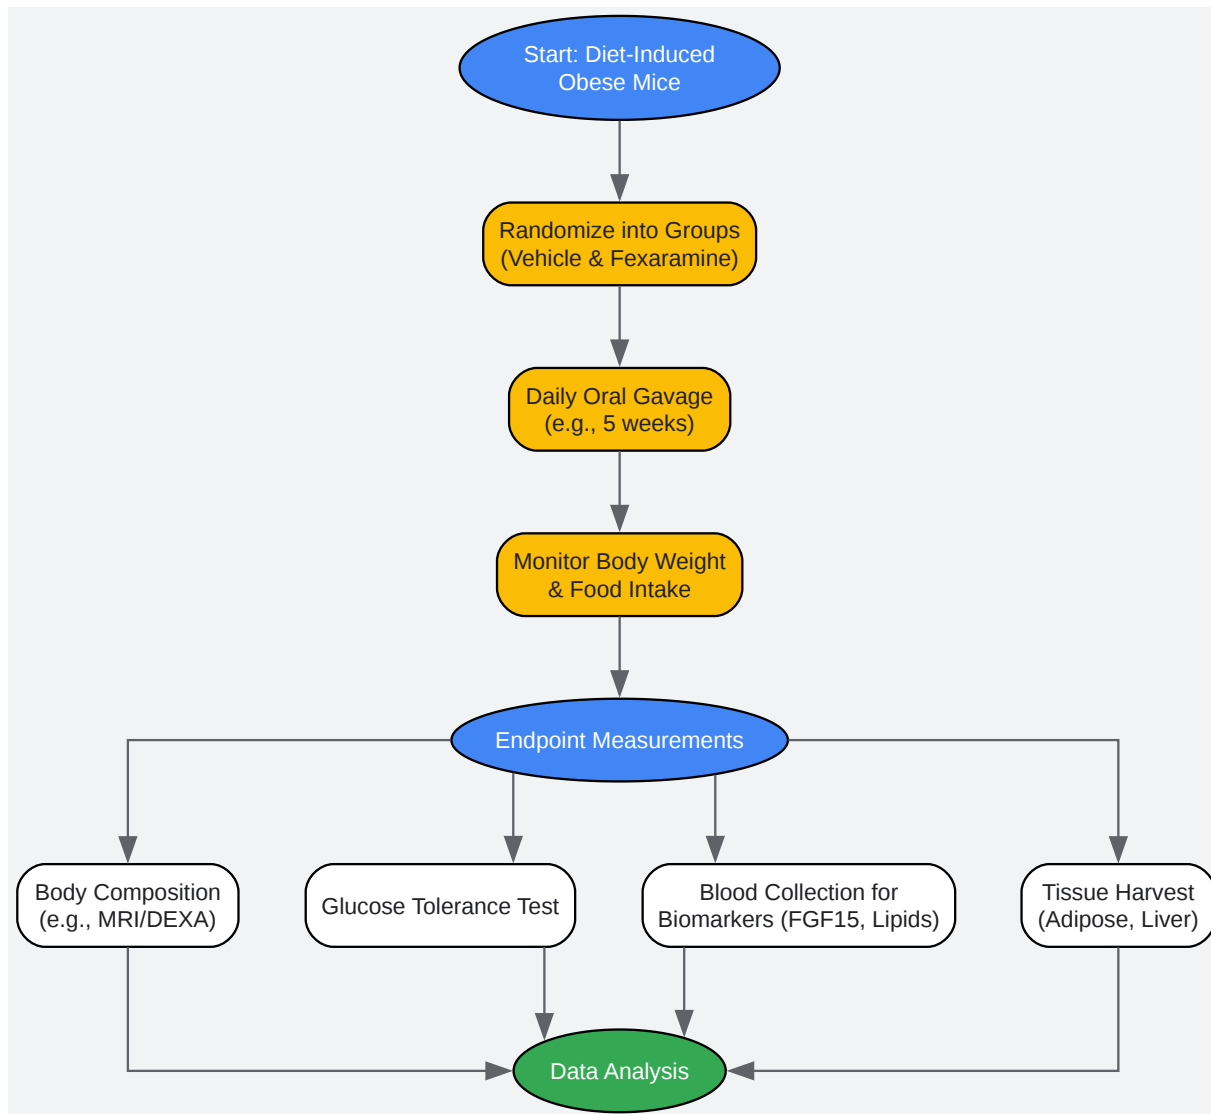 Start: Diet-Induced
Obese Mice
Randomize into Groups
(Vehicle & Fexaramine)
Daily Oral Gavage
(e.g., 5 weeks)
Monitor Body Weight
& Food Intake
Endpoint Measurements
Body Composition
(e.g., MRI/DEXA)
Glucose Tolerance Test
Blood Collection for
Biomarkers (FGF15, Lipids)
Tissue Harvest
(Adipose, Liver)
Data Analysis